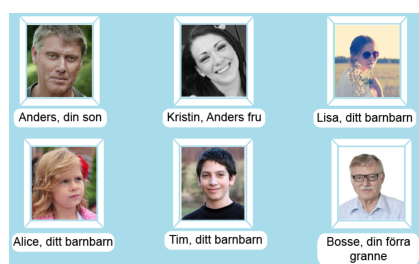 Anders, din son
Kristin, Anders fru
Lisa, ditt barnbarn
Alice, ditt barnbarn
Tim, ditt barnbarn
Bosse, din förra
granne